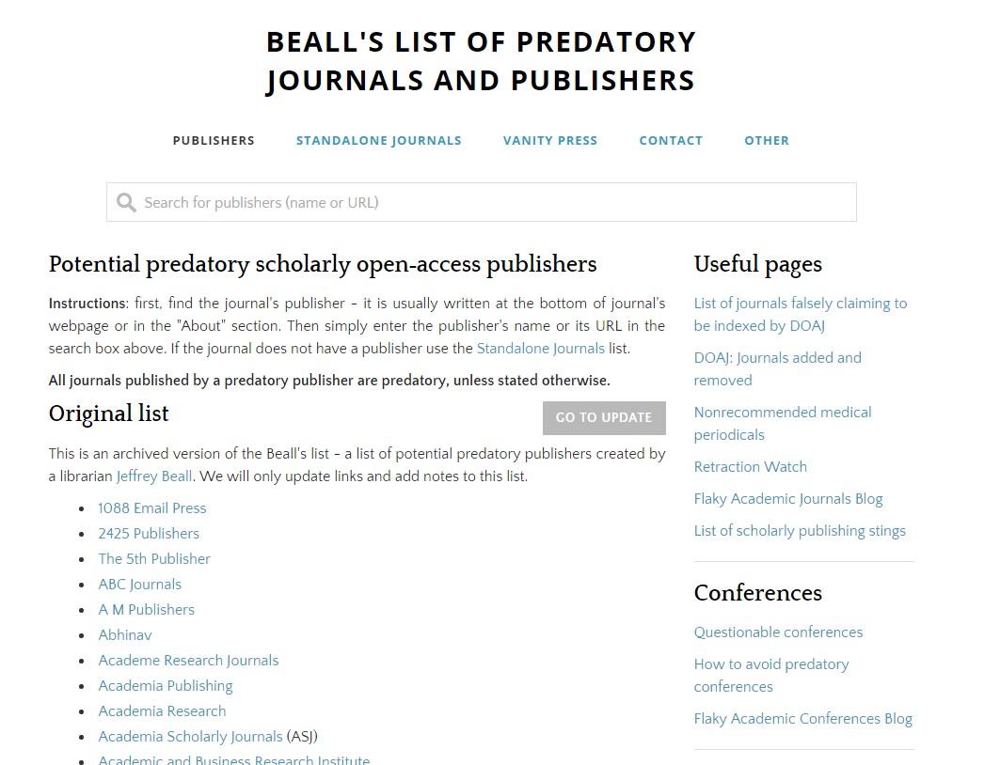 BEALL'S LIST OF PREDATORY
JOURNALS AND PUBLISHERS
PUBLISHERS STANDALONE JOURNALS VANITY PRESS CONTACT OTHER
Search for publishers (name or URL)
Potential predatory scholarly open-access publishers
Instructions: first, find the journal's publisher – it is usually written at the bottom of journal's
webpage or in the "About" section. Then simply enter the publisher's name or its URL in the
search box above. If the journal does not have a publisher use the Standalone Journals list.
All journals published by a predatory publisher are predatory, unless stated otherwise.
Original list
GO TO UPDATE
This is an archived version of the Beall's list – a list of potential predatory publishers created by
a librarian Jeffrey Beall. We will only update links and add notes to this list.
1088 Email Press
2425 Publishers
The 5th Publisher
ABC Journals
A M Publishers
Abhinav
Academe Research Journals
Academia Publishing
Academia Research
Academia Scholarly Journals (ASJ)
Academic and Business Research Institute
Useful pages
List of journals falsely claiming to
be indexed by DOAJ
DOAJ: Journals added and
removed
Nonrecommended medical
periodicals
Retraction Watch
Flaky Academic Journals Blog
List of scholarly publishing stings
Conferences
Questionable conferences
How to avoid predatory
conferences
Flaky Academic Conferences Blog